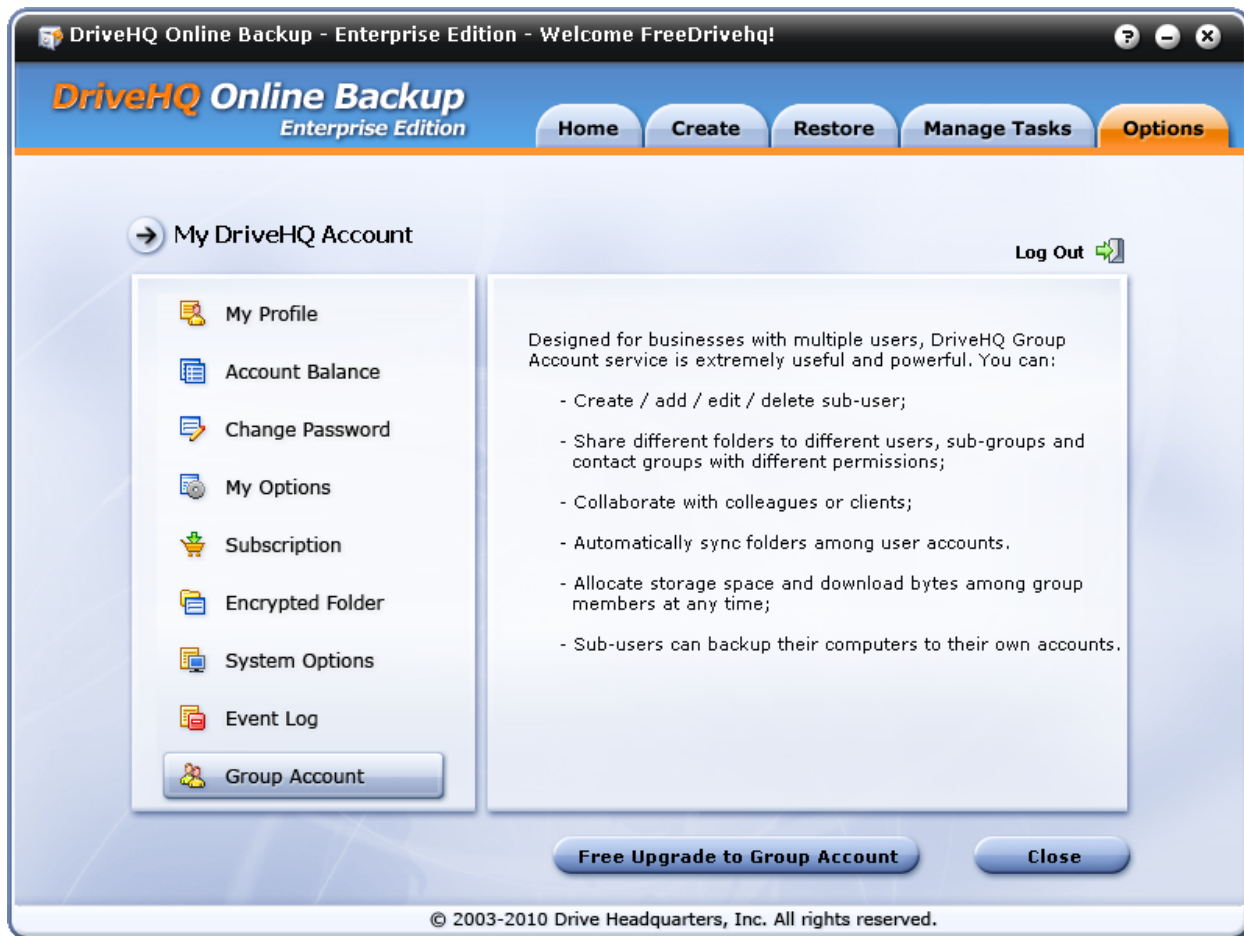 DriveHQ Online Backup - Enterprise Edition - Welcome FreeDrivehq!
DriveHQ Online Backup
Enterprise Edition
Home
Create
Restore
Manage Tasks
Options
My DriveHQ Account
Log Out
My Profile
Account Balance
Change Password
My Options
Subscription
Encrypted Folder
System Options
Event Log
Group Account
Designed for businesses with multiple users, DriveHQ Group
Account service is extremely useful and powerful. You can:
- Create / add / edit / delete sub-user;
- Share different folders to different users, sub-groups and
contact groups with different permissions;
- Collaborate with colleagues or clients;
- Automatically sync folders among user accounts.
- Allocate storage space and download bytes among group
members at any time;
- Sub-users can backup their computers to their own accounts.
Free Upgrade to Group Account
Close
© 2003-2010 Drive Headquarters, Inc. All rights reserved.